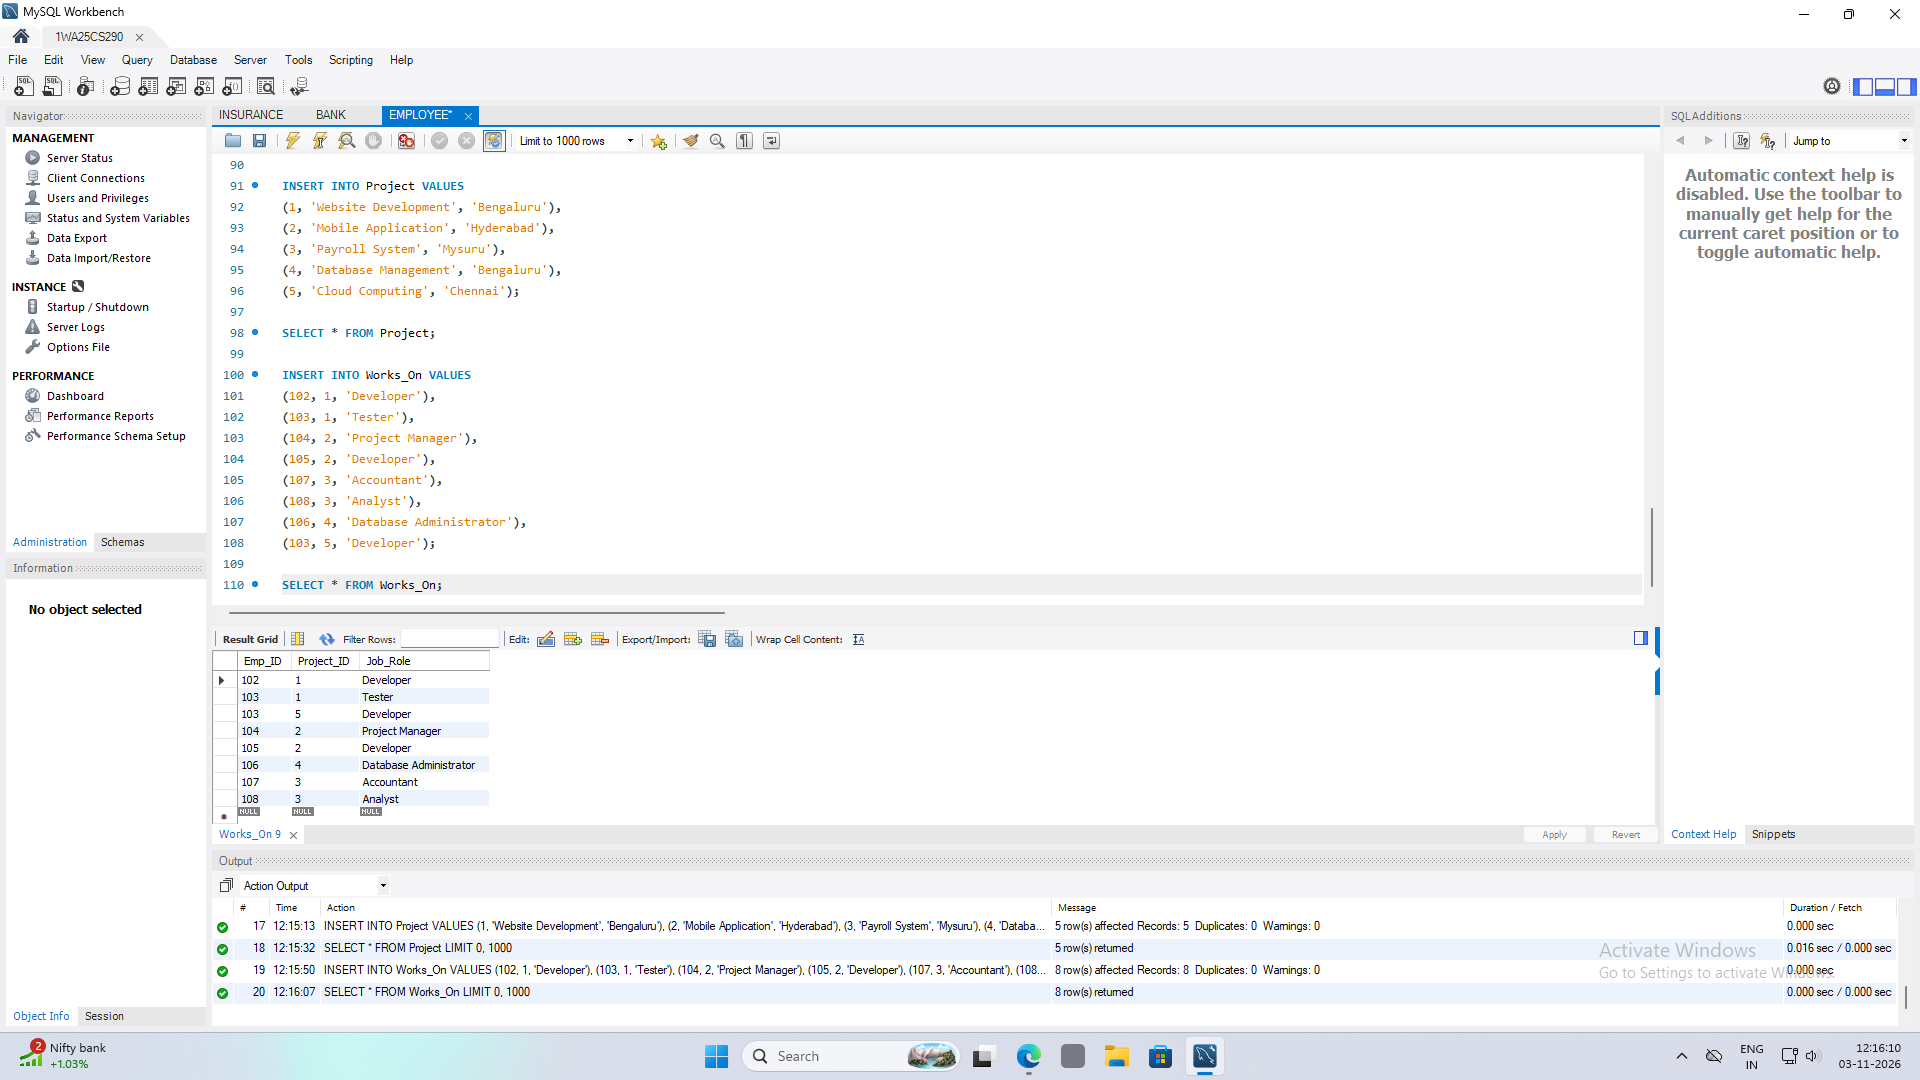 MySQL Workbench
1WA25CS290
File Edit View Query Database Server Tools Scripting Help
Navigator
MANAGEMENT
Server Status
Client Connections
Users and Privileges
Status and System Variables
Data Export
Data Import/Restore
INSTANCE
Startup / Shutdown
Server Logs
Options File
PERFORMANCE
Dashboard
Performance Reports
Performance Schema Setup
Administration Schemas
Information
No object selected
Object Info Session
INSURANCE BANK EMPLOYEE*
Limit to 1000 rows
90
91 INSERT INTO Project VALUES
92 (1, 'Website Development', 'Bengaluru'),
93 (2, 'Mobile Application', 'Hyderabad'),
94 (3, 'Payroll System', 'Mysuru'),
95 (4, 'Database Management', 'Bengaluru'),
96 (5, 'Cloud Computing', 'Chennai');
97
98 SELECT * FROM Project;
99
100 INSERT INTO Works_On VALUES
101 (102, 1, 'Developer'),
102 (103, 1, 'Tester'),
103 (104, 2, 'Project Manager'),
104 (105, 2, 'Developer'),
105 (107, 3, 'Accountant'),
106 (108, 3, 'Analyst'),
107 (106, 4, 'Database Administrator'),
108 (103, 5, 'Developer');
109
110 SELECT * FROM Works_On;
Result Grid Filter Rows: Edit: Export/Import: Wrap Cell Content:
Emp_ID Project_ID Job_Role
102 1 Developer
103 1 Tester
103 5 Developer
104 2 Project Manager
105 2 Developer
106 4 Database Administrator
107 3 Accountant
108 3 Analyst
NULL NULL NULL
Works_On 9 Apply Revert
SQLAdditions
Jump to
Automatic context help is
disabled. Use the toolbar to
manually get help for the
current caret position or to
toggle automatic help.
Context Help Snippets
Output
Action Output
# Time Action Message Duration / Fetch
17 12:15:13 INSERT INTO Project VALUES (1, 'Website Development', 'Bengaluru'), (2, 'Mobile Application', 'Hyderabad'), (3, 'Payroll System', 'Mysuru'), (4, 'Databa... 5 row(s) affected Records: 5 Duplicates: 0 Warnings: 0 0.000 sec
18 12:15:32 SELECT * FROM Project LIMIT 0, 1000 5 row(s) returned 0.016 sec / 0.000 sec
19 12:15:50 INSERT INTO Works_On VALUES (102, 1, 'Developer'), (103, 1, 'Tester'), (104, 2, 'Project Manager'), (105, 2, 'Developer'), (107, 3, 'Accountant'), (108... 8 row(s) affected Records: 8 Duplicates: 0 Warnings: 0 0.000 sec
20 12:16:07 SELECT * FROM Works_On LIMIT 0, 1000 8 row(s) returned 0.000 sec / 0.000 sec
Activate Windows
Go to Settings to activate Windows.
2
Nifty bank
+1.03%
Search
ENG
IN
12:16:10
03-11-2026